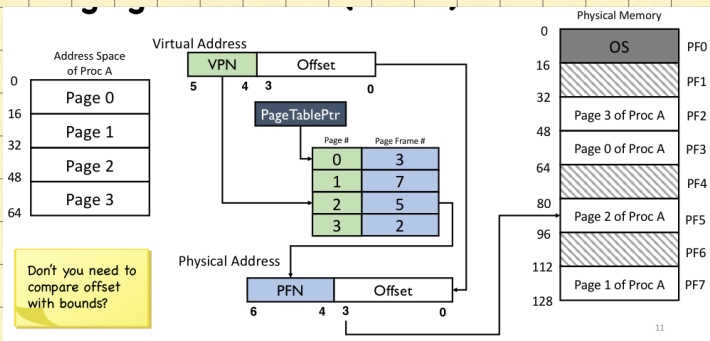 Address Space
of Proc A
0
Page 0
16
Page 1
32
Page 2
48
Page 3
64
Don't you need to
compare offset
with bounds?
Virtual Address
VPN Offset
5 4 3 0
PageTablePtr
Page # Page Frame #
0 3
1 7
2 5
3 2
Physical Address
PFN Offset
6 4 3 0
Physical Memory
0
OS PF0
16
PF1
32
Page 3 of Proc A PF2
48
Page 0 of Proc A PF3
64
PF4
80
Page 2 of Proc A PF5
96
PF6
112
Page 1 of Proc A PF7
128
11